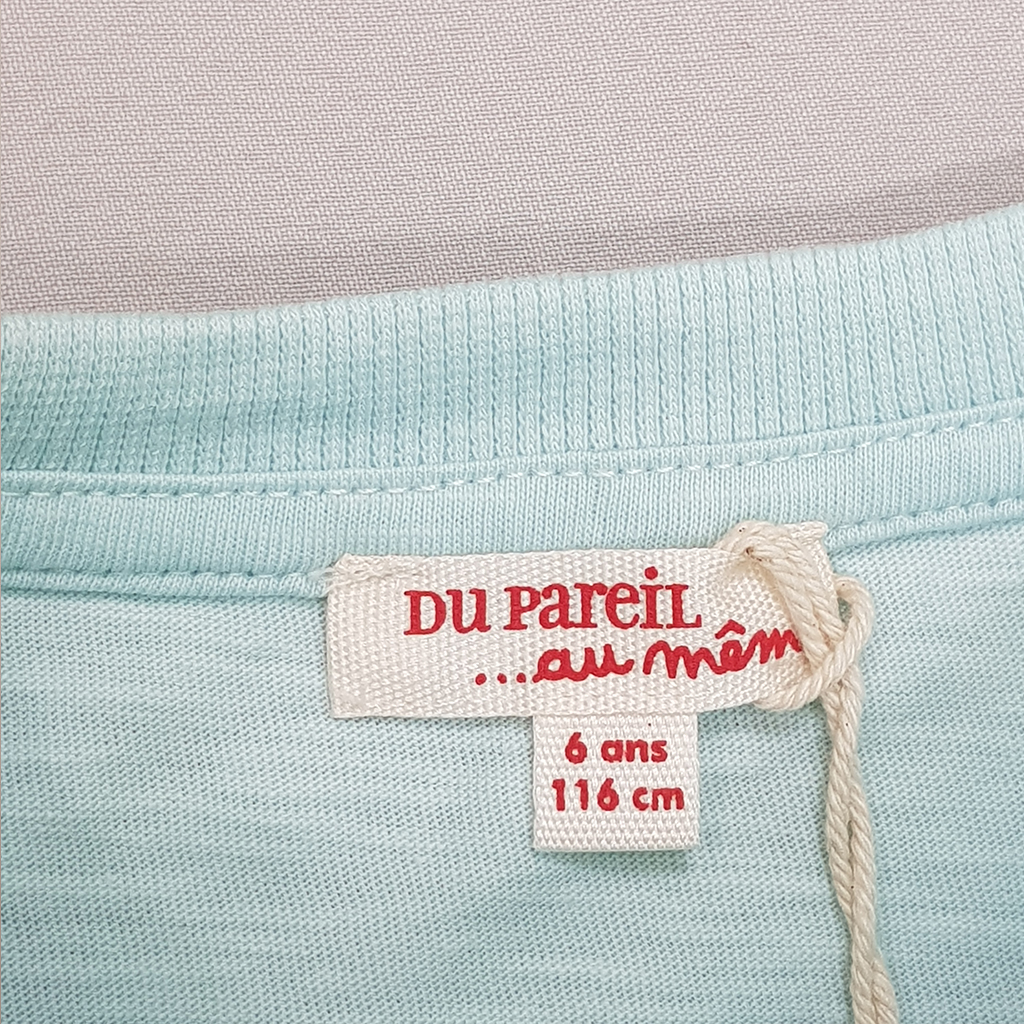 Du Pareil
...au mêm
6 ans
116 cm